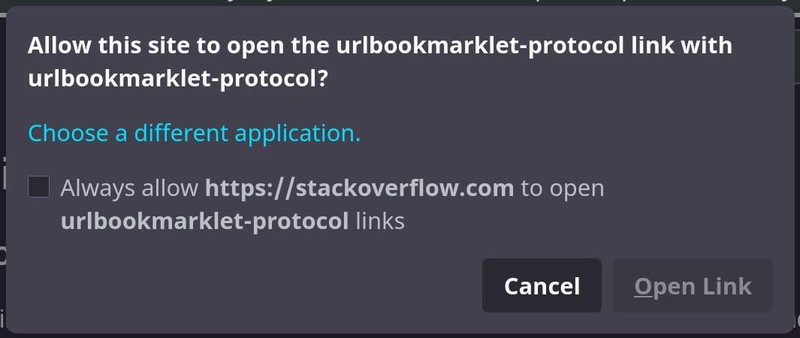 Allow this site to open the urlbookmarklet-protocol link with
urlbookmarklet-protocol?
Choose a different application.
Always allow https://stackoverflow.com to open
urlbookmarklet-protocol links
Cancel
Open Link